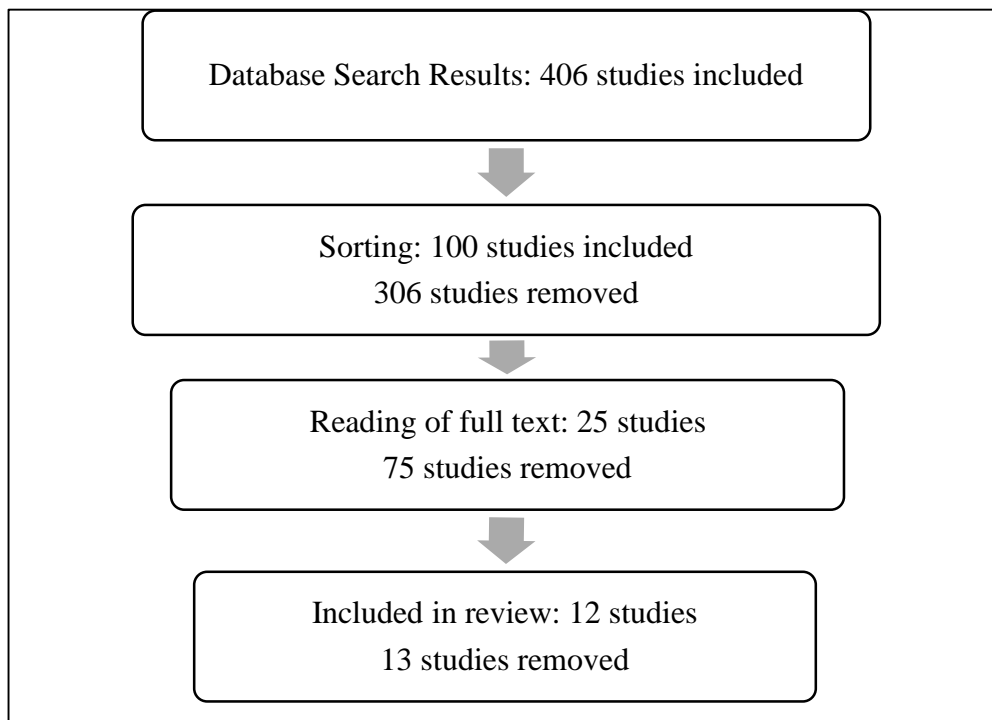 Database Search Results: 406 studies included
Sorting: 100 studies included
306 studies removed
Reading of full text: 25 studies
75 studies removed
Included in review: 12 studies
13 studies removed